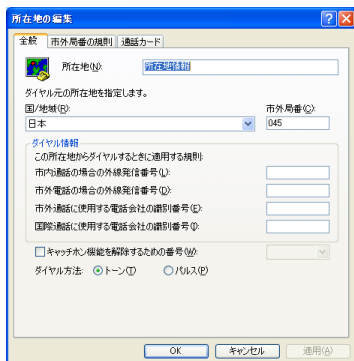 所在地の編集
全般 市外局番の規則 通話カード
所在地(N): 所在地情報
ダイヤル元の所在地を指定します。
国/地域(R): 市外局番(C):
日本 045
ダイヤル情報
この所在地からダイヤルするときに適用する規則:
市内通話の場合の外線発信番号(L):
市外電話の場合の外線発信番号(D):
市外通話に使用する電話会社の識別番号(E):
国際通話に使用する電話会社の識別番号(I):
キャッチホン機能を解除するための番号(W):
ダイヤル方法: トーン(T) パルス(P)
OK キャンセル 適用(A)